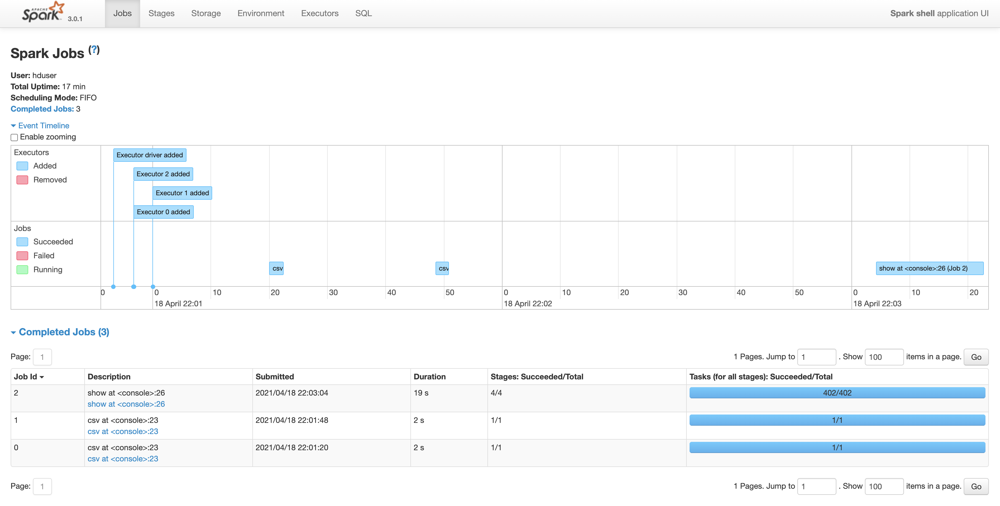 APACHE
Spark 3.0.1 Jobs Stages Storage Environment Executors SQL Spark shell application UI
Spark Jobs (?)
User: hduser
Total Uptime: 17 min
Scheduling Mode: FIFO
Completed Jobs: 3
Event Timeline
Enable zooming
Executors
Added
Removed
Executor driver added
Executor 2 added
Executor 1 added
Executor 0 added
Jobs
Succeeded
Failed
Running
csv
csv
show at <console>:26 (Job 2)
0 0 10 20 30 40 50 0 10 20 30 40 50 0 10 20
18 April 22:01 18 April 22:02 18 April 22:03
Completed Jobs (3)
Page: 1 1 Pages. Jump to 1 . Show 100 items in a page. Go
Job Id Description Submitted Duration Stages: Succeeded/Total Tasks (for all stages): Succeeded/Total
2 show at <console>:26 2021/04/18 22:03:04 19 s 4/4 402/402
show at <console>:26
1 csv at <console>:23 2021/04/18 22:01:48 2 s 1/1 1/1
csv at <console>:23
0 csv at <console>:23 2021/04/18 22:01:20 2 s 1/1 1/1
csv at <console>:23
Page: 1 1 Pages. Jump to 1 . Show 100 items in a page. Go